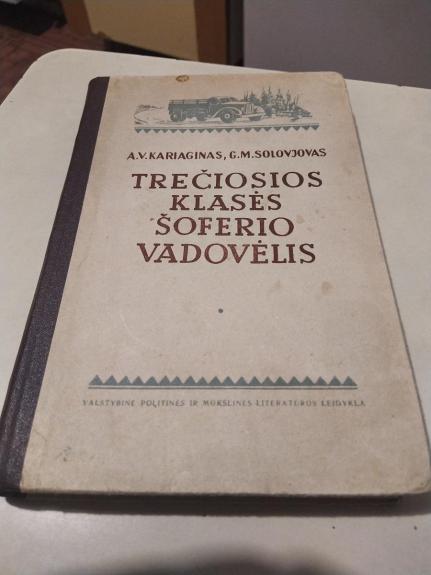 A.V.KARIAGINAS, G.M.SOLOVJOVAS
TREČIOSIOS
KLASĖS
ŠOFERIO
VADOVĖLIS
VALSTYBINĖ POLITINĖS IR MOKSLINĖS LITERATŪROS LEIDYKLA